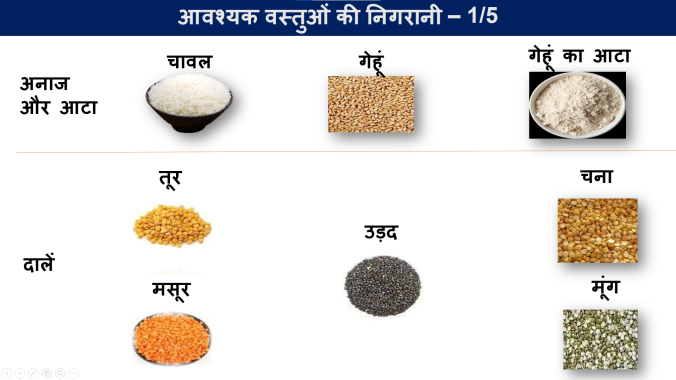 आवश्यक वस्तुओं की निगरानी – 1/5
चावल
गेहूं
गेहूं का आटा
अनाज
और आटा
तूर
चना
उड़द
दालें
मसूर
मूंग